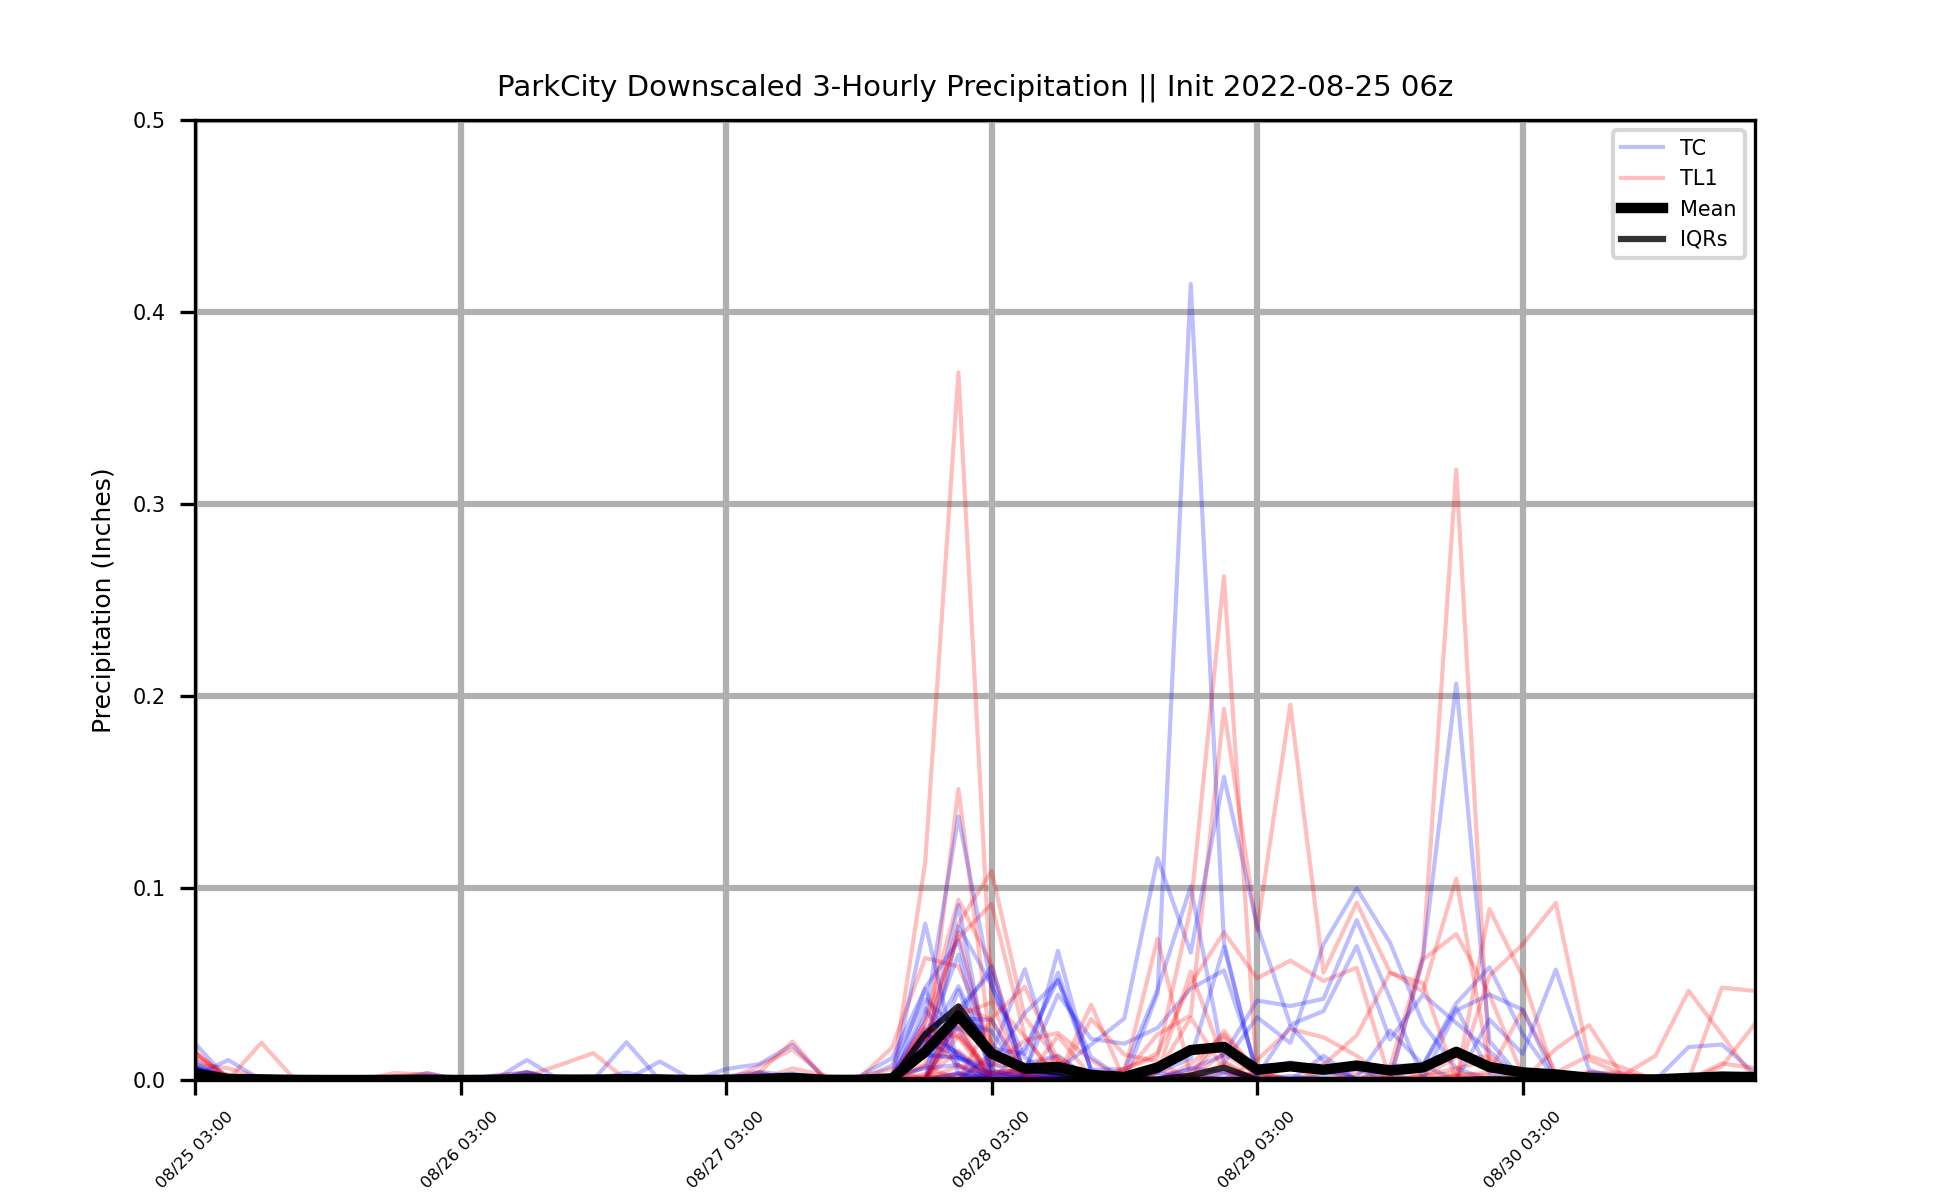 ParkCity Downscaled 3-Hourly Precipitation || Init 2022-08-25 06z
Precipitation (Inches)
0.5
0.4
0.3
0.2
0.1
0.0
TC
TL1
Mean
IQRs
08/25 03:00
08/26 03:00
08/27 03:00
08/28 03:00
08/29 03:00
08/30 03:00